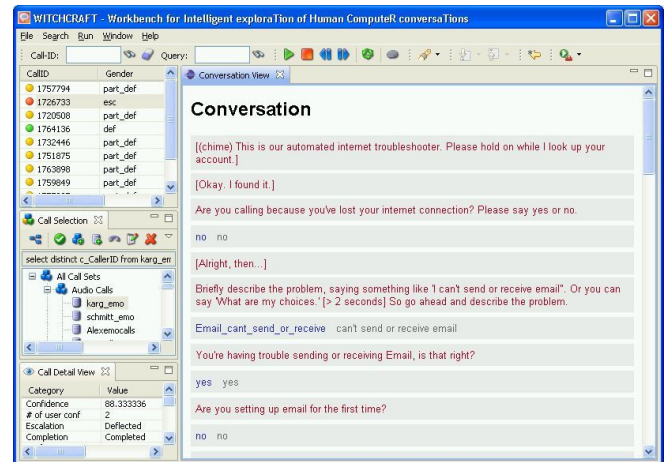 WITCHCRAFT - Workbench for Intelligent exploraTion of Human ComputeR conversaTions
File Search Run Window Help
Call-ID: Query:
CallID Gender
1757794 part_def
1726733 esc
1720508 part_def
1764136 def
1732446 part_def
1751875 part_def
1763898 part_def
1759849 part_def
Call Selection
select distinct c_CallerID from karg_em
All Call Sets
Audio Calls
karg_emo
schmitt_emo
Alexemocalls
Call Detail View
Category Value
Confidence 88.333336
# of user conf 2
Escalation Deflected
Completion Completed
Conversation View
Conversation
[(chime) This is our automated internet troubleshooter. Please hold on while I look up your
account.]
[Okay. I found it.]
Are you calling because you've lost your internet connection? Please say yes or no.
no no
[Alright, then...]
Briefly describe the problem, saying something like 'I can't send or receive email". Or you can
say 'What are my choices.' [> 2 seconds] So go ahead and describe the problem.
Email_cant_send_or_receive can't send or receive email
You're having trouble sending or receiving Email, is that right?
yes yes
Are you setting up email for the first time?
no no